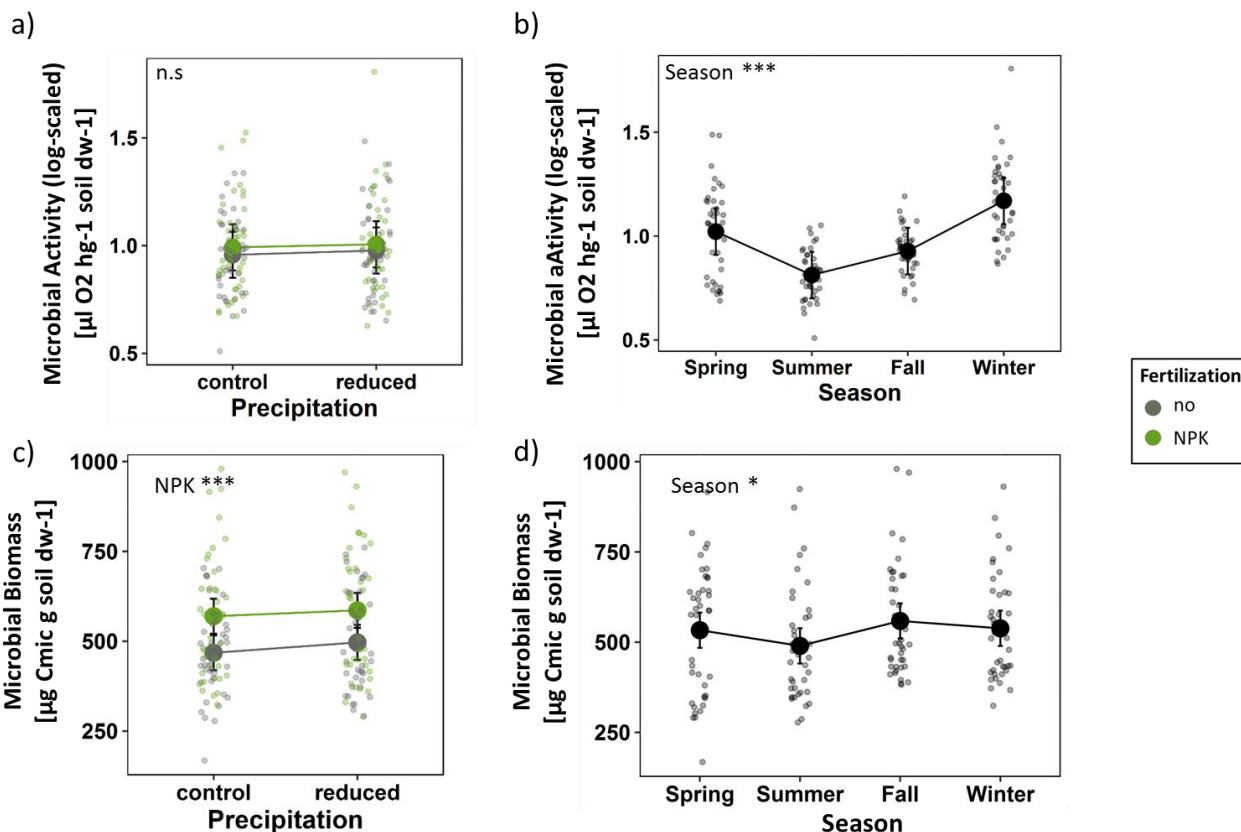 a)
n.s
Microbial Activity (log-scaled)
[µl O2 hg-1 soil dw-1]
1.5
1.0
0.5
control reduced
Precipitation
b)
Season ***
Microbial aAtivity (log-scaled)
[µl O2 hg-1 soil dw-1]
1.5
1.0
0.5
Spring Summer Fall Winter
Season
Fertilization
no
NPK
c)
NPK ***
Microbial Biomass
[µg Cmic g soil dw-1]
1000
750
500
250
control reduced
Precipitation
d)
Season *
Microbial Biomass
[µg Cmic g soil dw-1]
1000
750
500
250
Spring Summer Fall Winter
Season